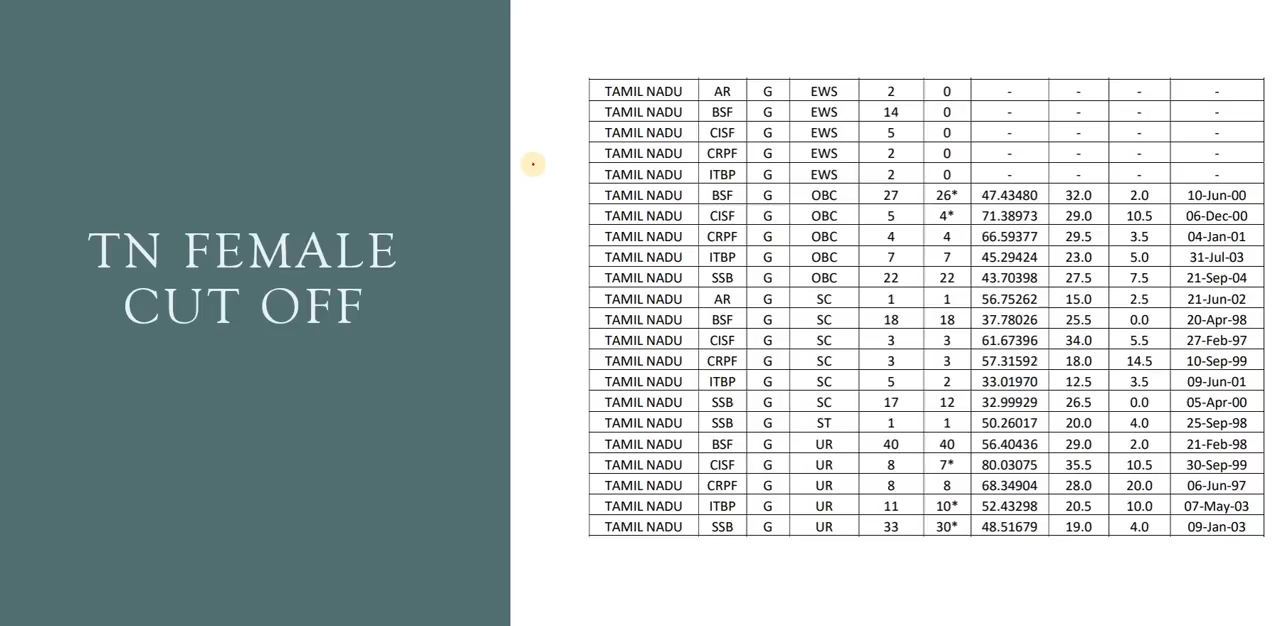 TN FEMALE
CUT OFF
TAMIL NADU AR G EWS 2 0 - - - -
TAMIL NADU BSF G EWS 14 0 - - - -
TAMIL NADU CISF G EWS 5 0 - - - -
TAMIL NADU CRPF G EWS 2 0 - - - -
TAMIL NADU ITBP G EWS 2 0 - - - -
TAMIL NADU BSF G OBC 27 26* 47.43480 32.0 2.0 10-Jun-00
TAMIL NADU CISF G OBC 5 4* 71.38973 29.0 10.5 06-Dec-00
TAMIL NADU CRPF G OBC 4 4 66.59377 29.5 3.5 04-Jan-01
TAMIL NADU ITBP G OBC 7 7 45.29424 23.0 5.0 31-Jul-03
TAMIL NADU SSB G OBC 22 22 43.70398 27.5 7.5 21-Sep-04
TAMIL NADU AR G SC 1 1 56.75262 15.0 2.5 21-Jun-02
TAMIL NADU BSF G SC 18 18 37.78026 25.5 0.0 20-Apr-98
TAMIL NADU CISF G SC 3 3 61.67396 34.0 5.5 27-Feb-97
TAMIL NADU CRPF G SC 3 3 57.31592 18.0 14.5 10-Sep-99
TAMIL NADU ITBP G SC 5 2 33.01970 12.5 3.5 09-Jun-01
TAMIL NADU SSB G SC 17 12 32.99929 26.5 0.0 05-Apr-00
TAMIL NADU SSB G ST 1 1 50.26017 20.0 4.0 25-Sep-98
TAMIL NADU BSF G UR 40 40 56.40436 29.0 2.0 21-Feb-98
TAMIL NADU CISF G UR 8 7* 80.03075 35.5 10.5 30-Sep-99
TAMIL NADU CRPF G UR 8 8 68.34904 28.0 20.0 06-Jun-97
TAMIL NADU ITBP G UR 11 10* 52.43298 20.5 10.0 07-May-03
TAMIL NADU SSB G UR 33 30* 48.51679 19.0 4.0 09-Jan-03